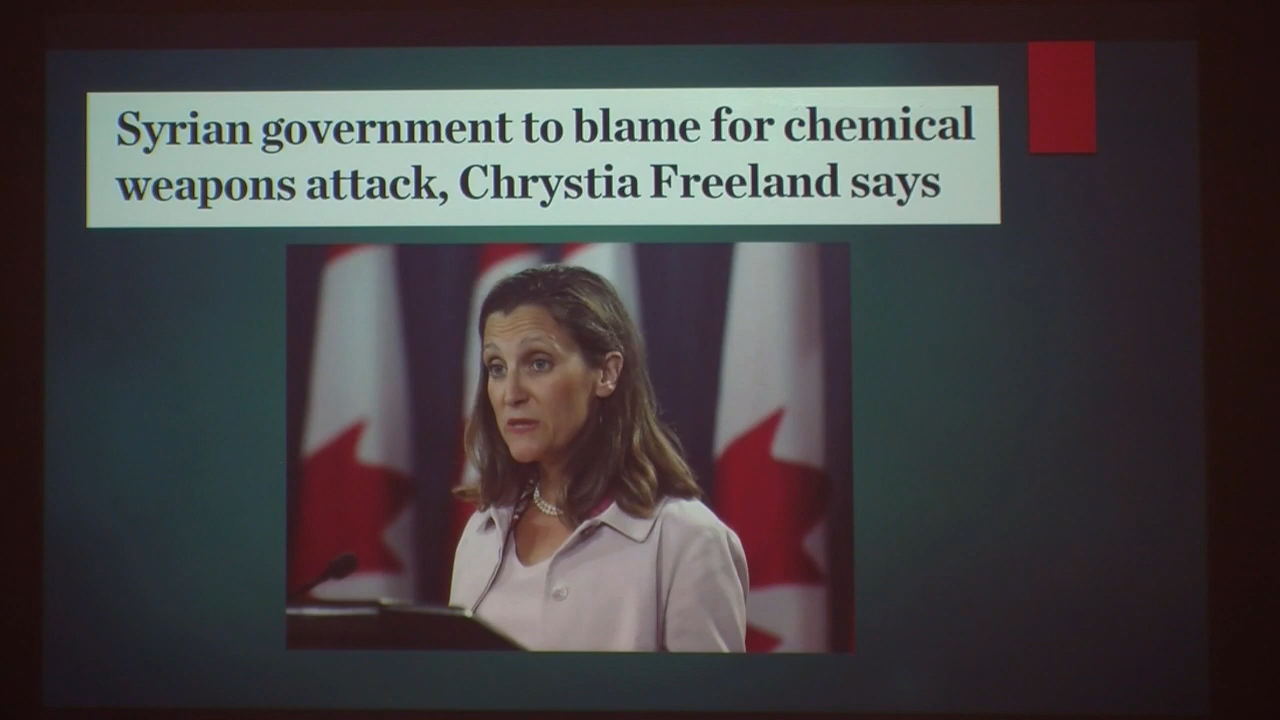 Syrian government to blame for chemical
weapons attack, Chrystia Freeland says